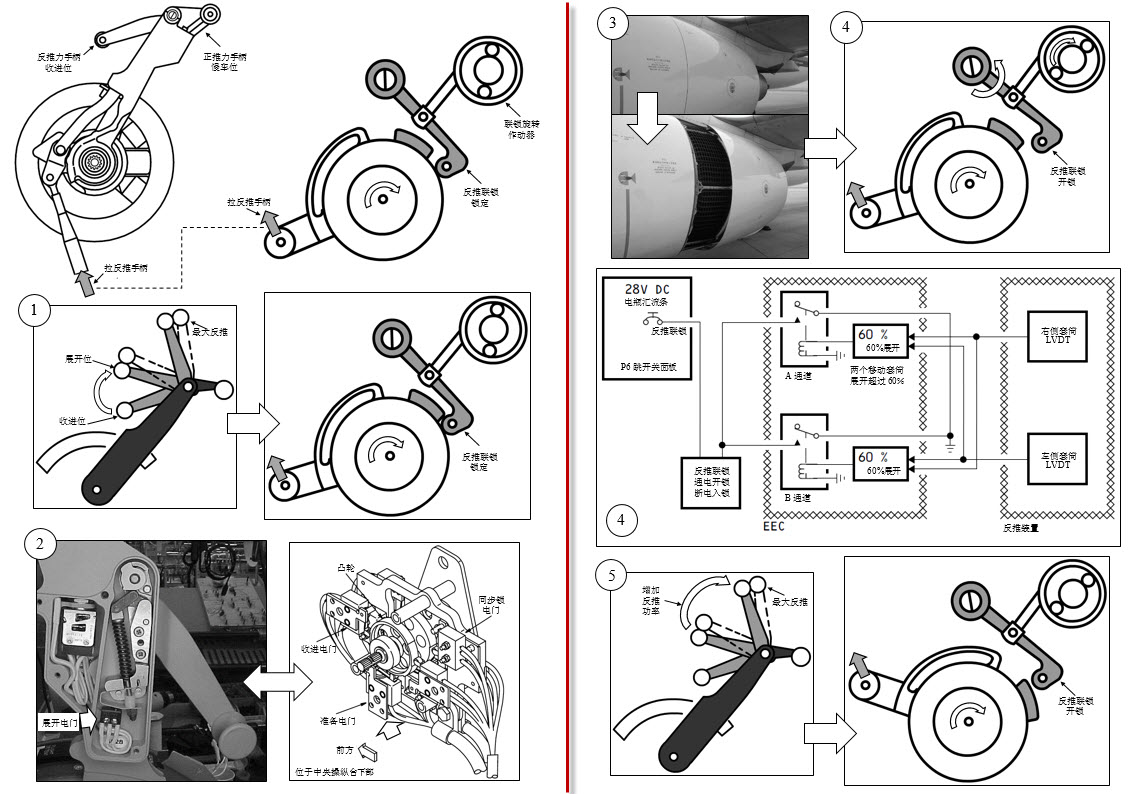 反推力手柄
收进位
正推力手柄
慢车位
联锁旋转
作动器
反推联锁
锁定
拉反推手柄
拉反推手柄
1
最大反推
展开位
收进位
反推联锁
锁定
2
展开电门
凸轮
同步锁
电门
收进电门
准备电门
前方
位于中央操纵台下部
3
4
反推联锁
开锁
28V DC
电瓶汇流条
反推联锁
P6 跳开关面板
A 通道
60 %
60%展开
两个移动套筒
展开超过 60%
右侧套筒
LVDT
反推联锁
通电开锁
断电入锁
B 通道
60 %
60%展开
左侧套筒
LVDT
4
EEC
反推装置
5
增加
反推
功率
最大反推
反推联锁
开锁